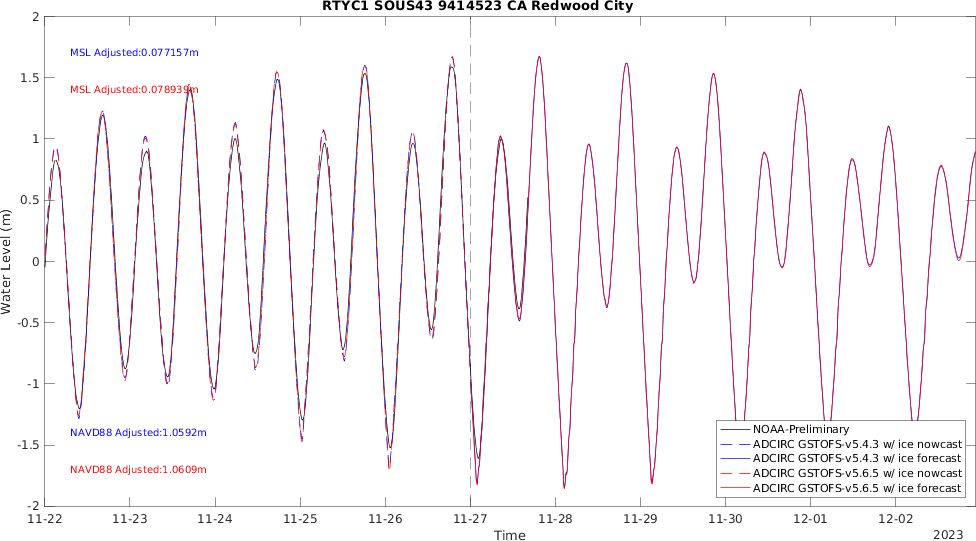 RTYC1 SOUS43 9414523 CA Redwood City
2
1.5
1
0.5
0
-0.5
-1
-1.5
-2
Water Level (m)
MSL Adjusted:0.077157m
MSL Adjusted:0.078939m
NAVD88 Adjusted:1.0592m
NAVD88 Adjusted:1.0609m
NOAA-Preliminary
ADCIRC GSTOFS-v5.4.3 w/ ice nowcast
ADCIRC GSTOFS-v5.4.3 w/ ice forecast
ADCIRC GSTOFS-v5.6.5 w/ ice nowcast
ADCIRC GSTOFS-v5.6.5 w/ ice forecast
11-22 11-23 11-24 11-25 11-26 11-27 11-28 11-29 11-30 12-01 12-02
Time
2023